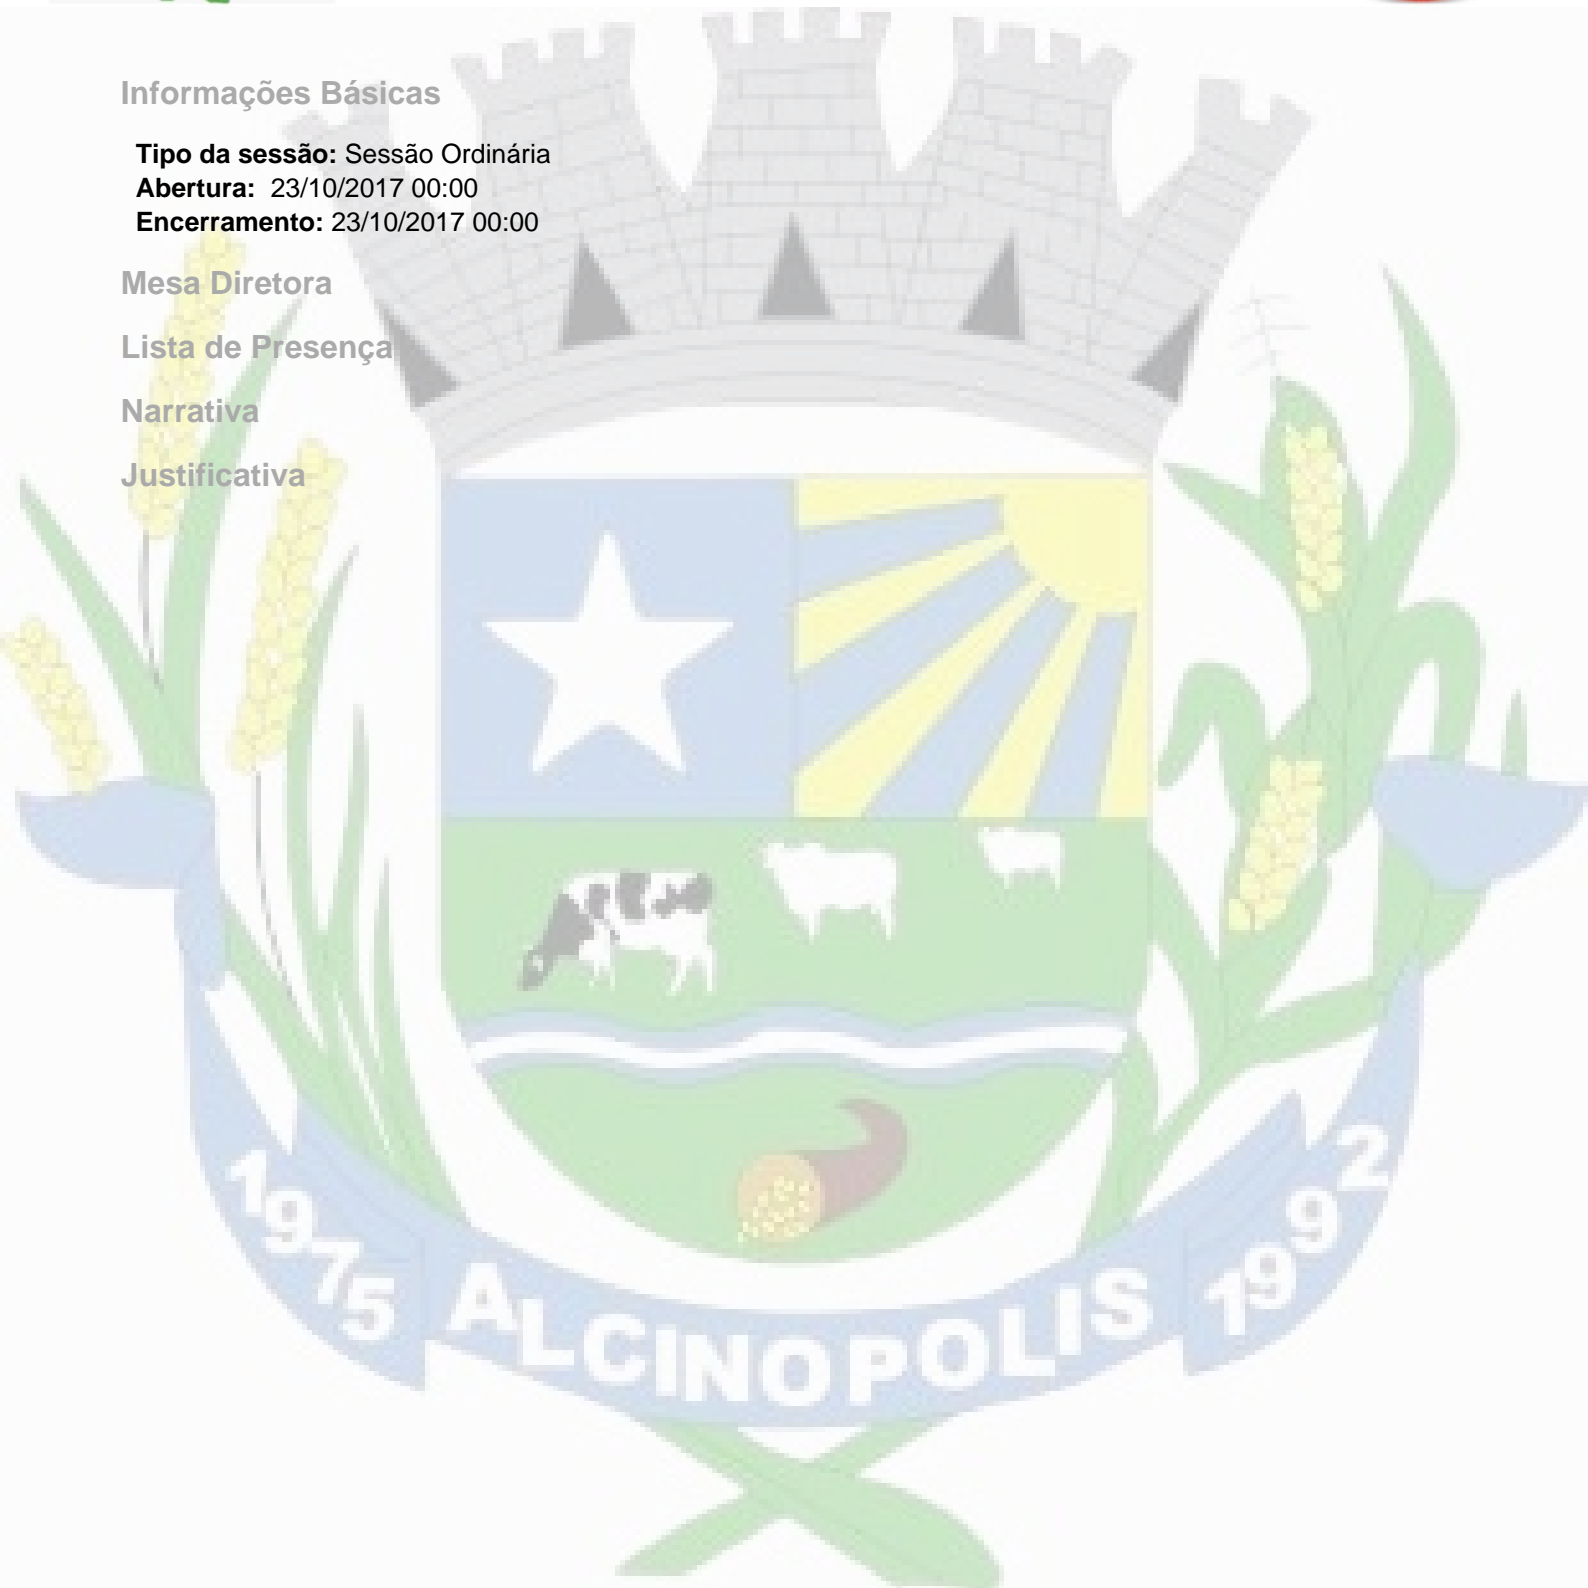 Informações Básicas
Tipo da sessão: Sessão Ordinária
Abertura: 23/10/2017 00:00
Encerramento: 23/10/2017 00:00
Mesa Diretora
Lista de Presença
Narrativa
Justificativa
1975 ALCINOPOLIS 1992